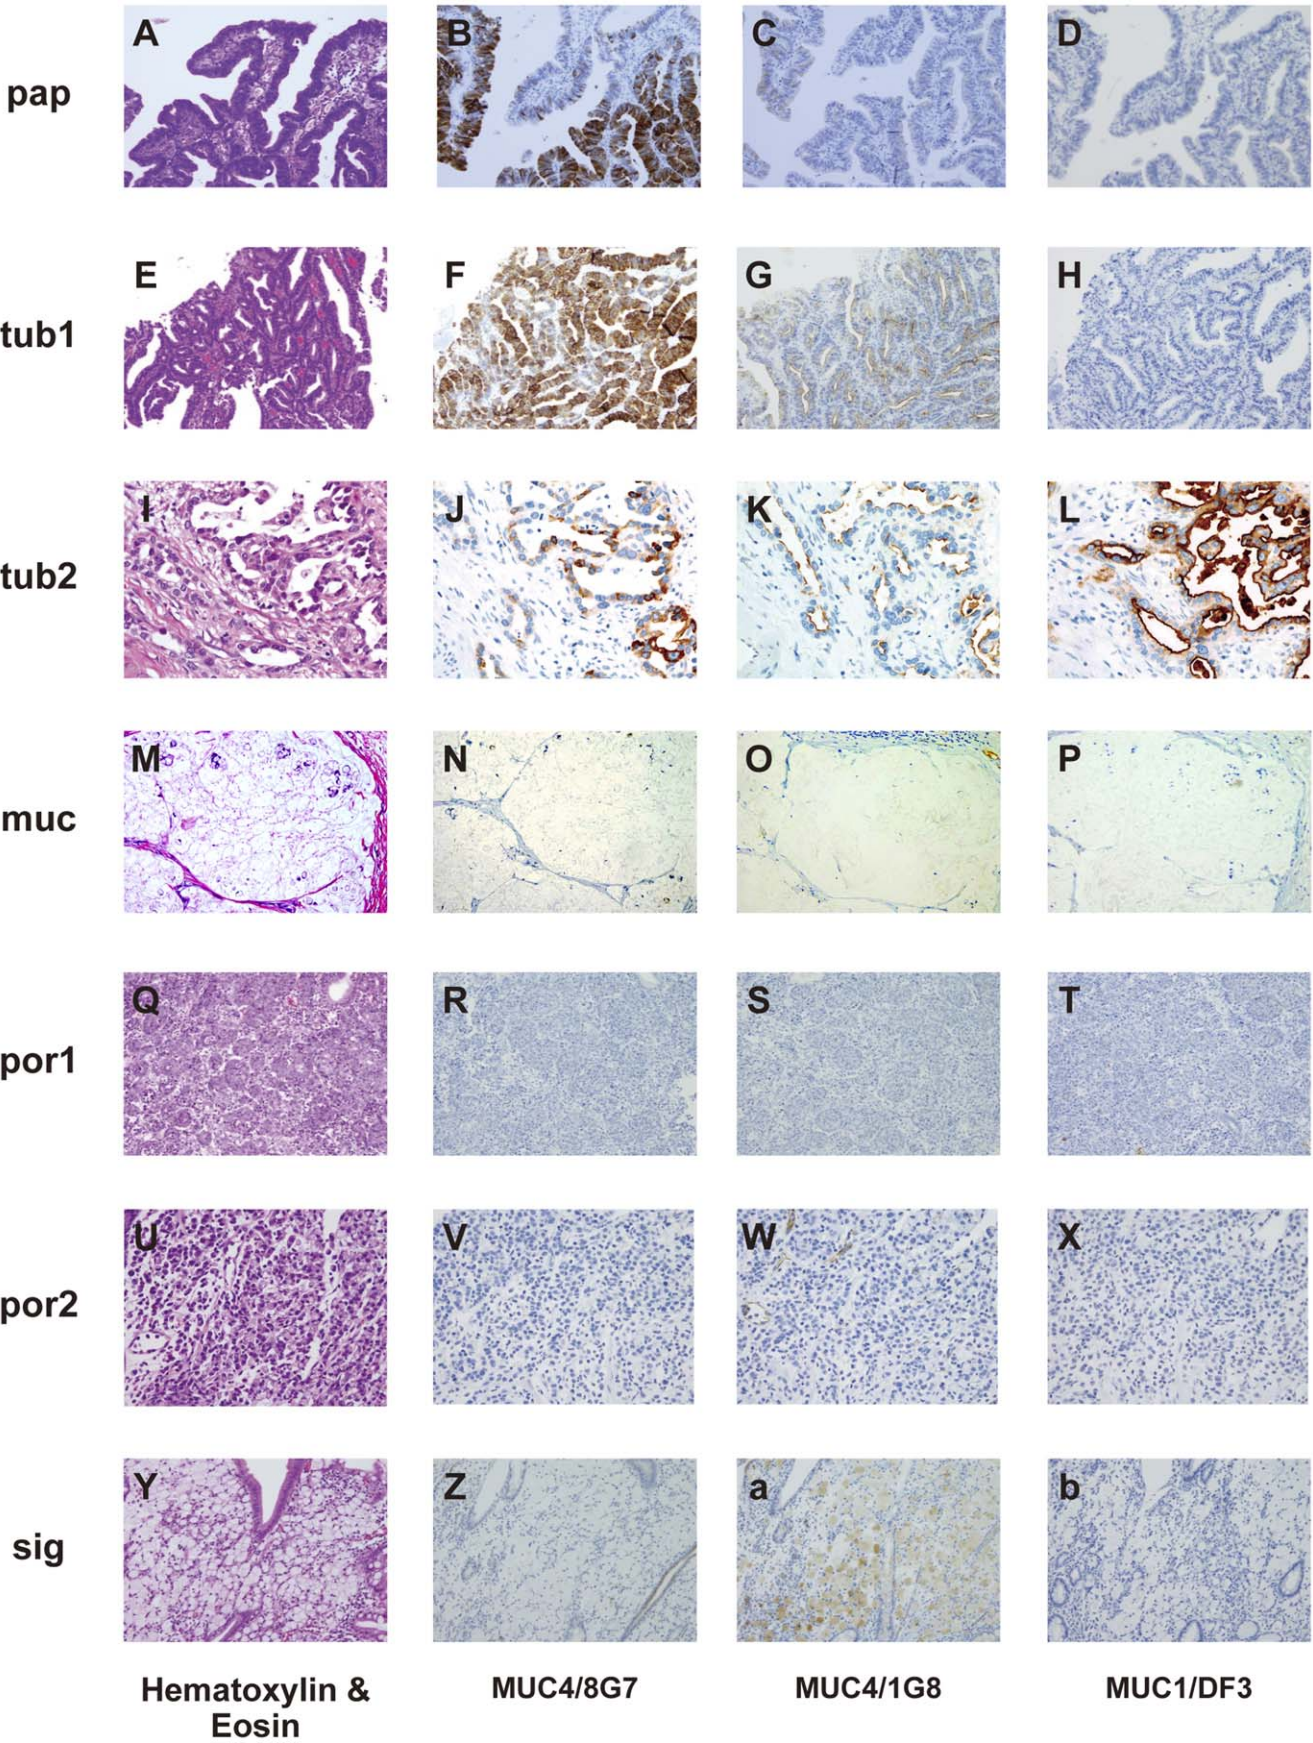 A B C D
pap
E F G H
tub1
I J K L
tub2
M N O P
muc
Q R S T
por1
U V W X
por2
Y Z a b
sig
Hematoxylin & Eosin MUC4/8G7 MUC4/1G8 MUC1/DF3